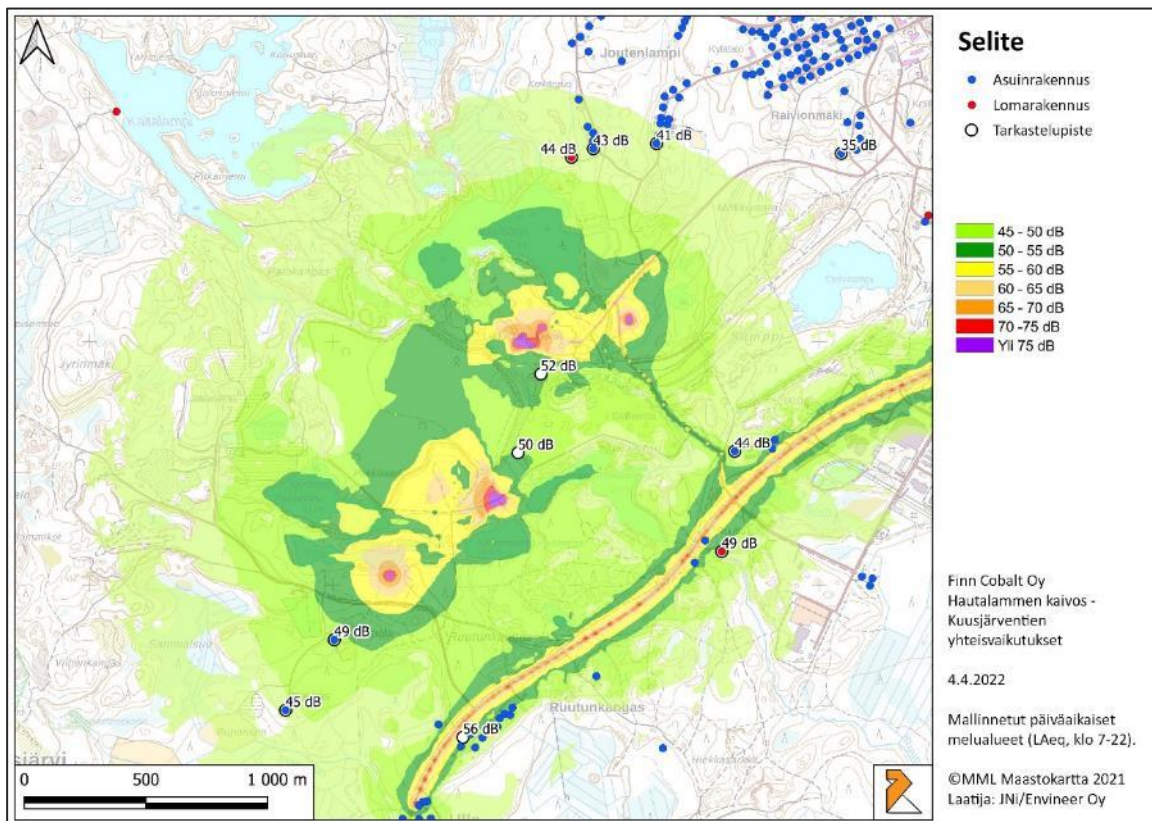 Selite
Asuinrakennus
Lomarakennus
Tarkastelupiste
45 - 50 dB
50 - 55 dB
55 - 60 dB
60 - 65 dB
65 - 70 dB
70 -75 dB
Yli 75 dB
Finn Cobalt Oy
Hautalammen kaivos -
Kuusjärventien
yhteisvaikutukset
4.4.2022
Mallinnetut päiväaikaiset
melualueet (LAeq, klo 7-22).
©MML Maastokartta 2021
Laatija: JNi/Envineer Oy
Joutenlampi
Kylätalo
Raivionmäki
Kaitalampi
44 dB
43 dB
41 dB
35 dB
52 dB
50 dB
44 dB
49 dB
49 dB
45 dB
56 dB
Ruutunkangas
0 500 1 000 m